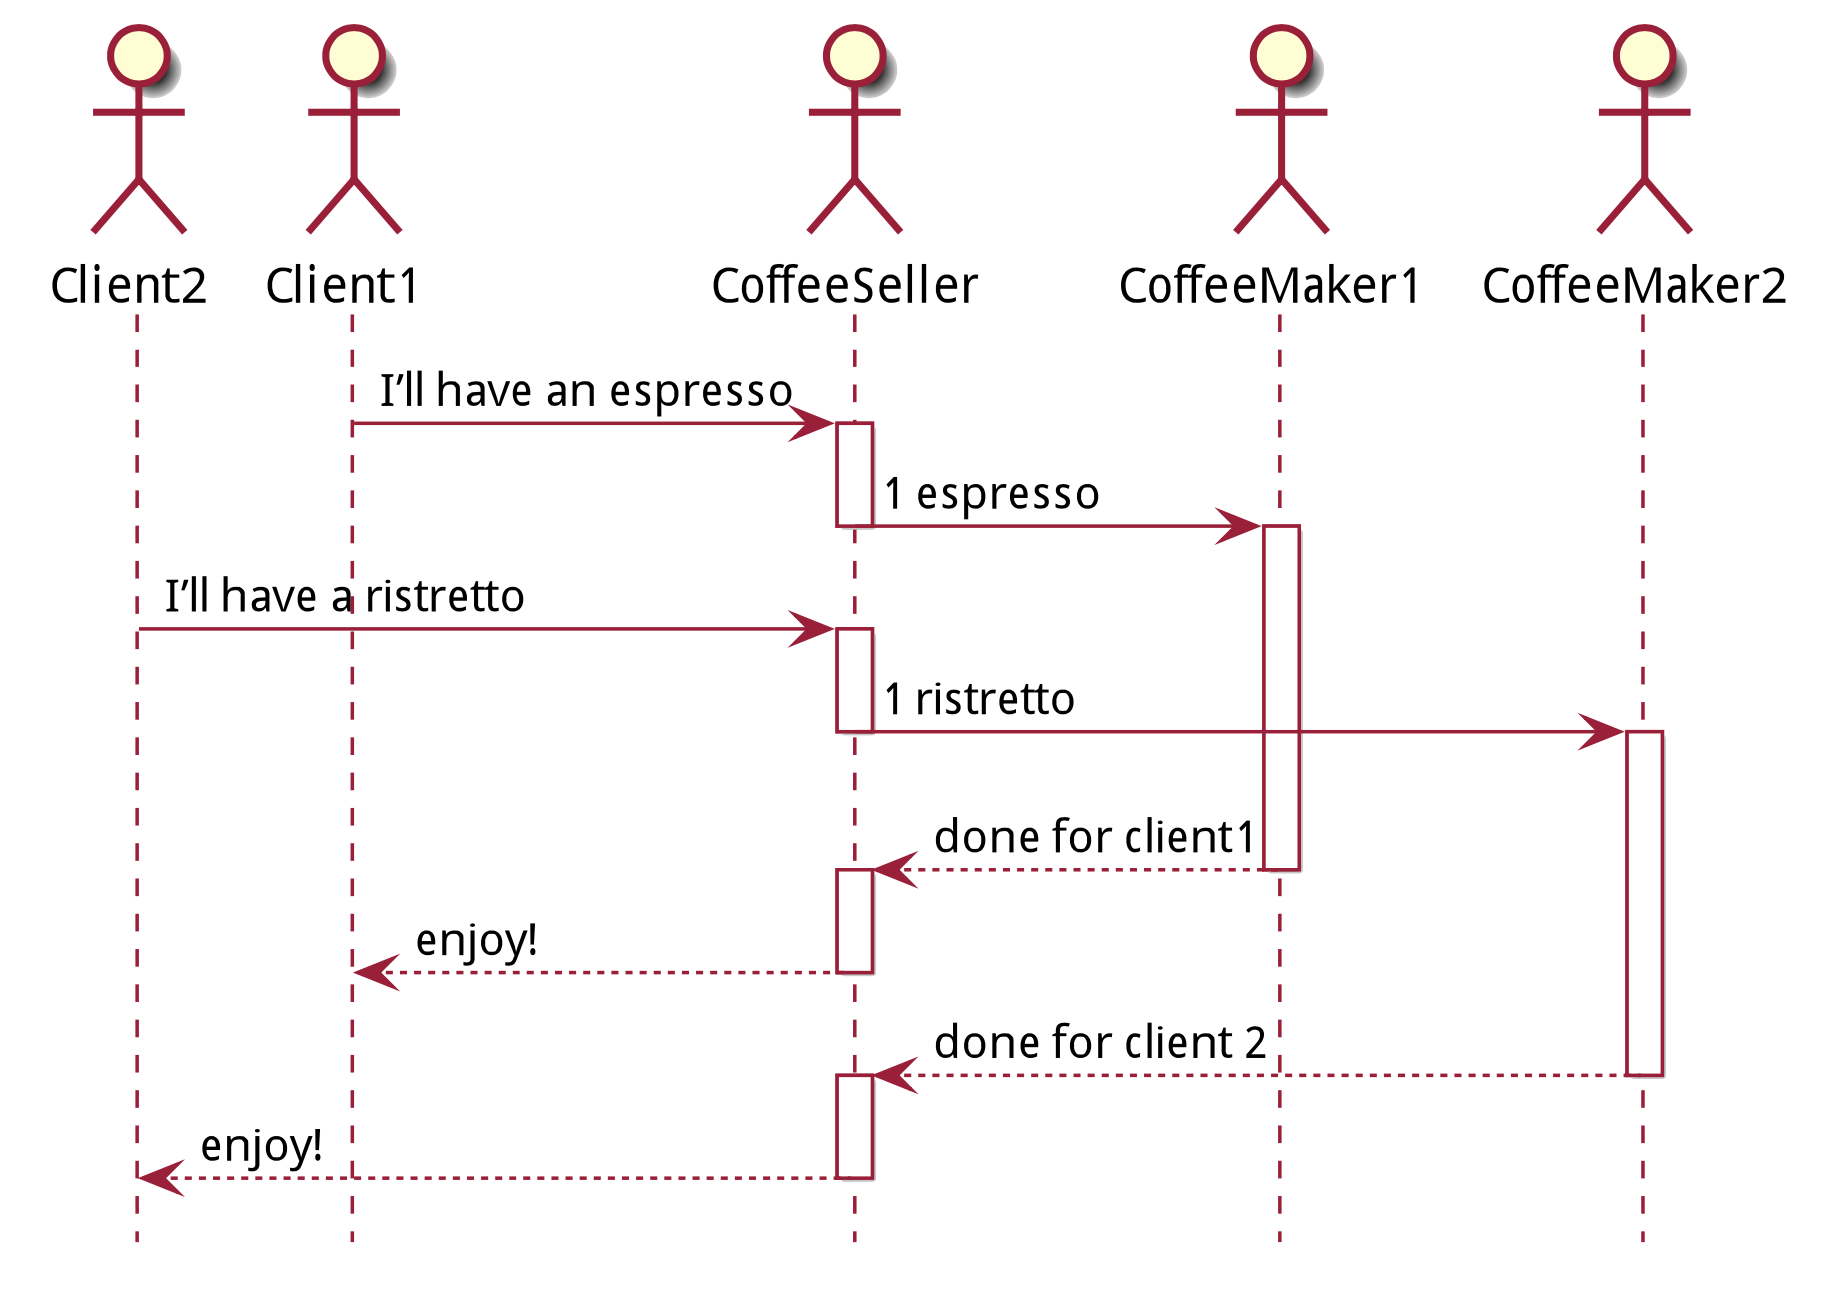 Client2 Client1 CoffeeSeller CoffeeMaker1 CoffeeMaker2
I’ll have an espresso
1 espresso
I’ll have a ristretto
1 ristretto
done for client1
enjoy!
done for client 2
enjoy!